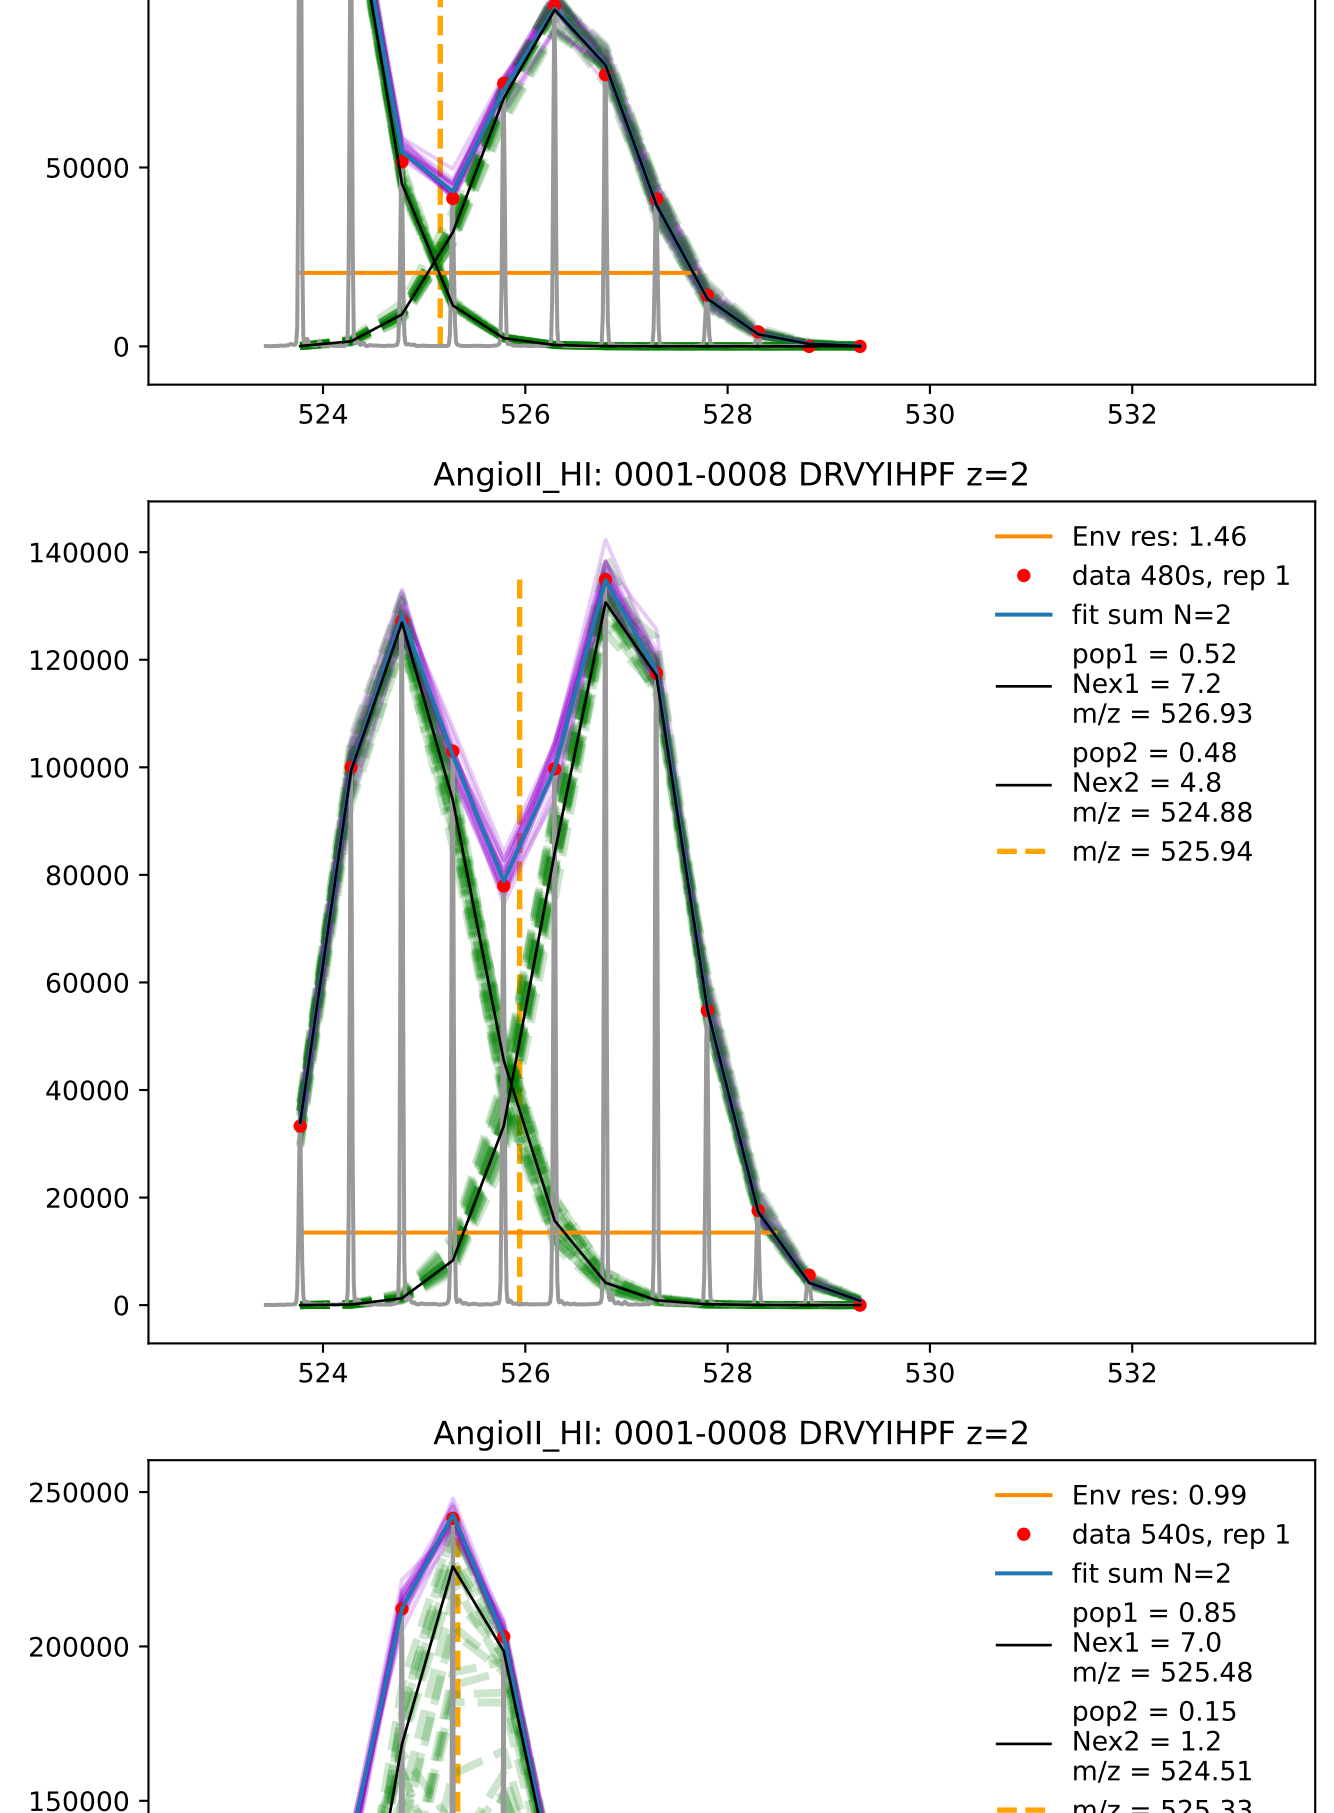 50000
0
524 526 528 530 532
AngioII_HI: 0001-0008 DRVYIHPF z=2
140000
120000
100000
80000
60000
40000
20000
0
524 526 528 530 532
Env res: 1.46
data 480s, rep 1
fit sum N=2
pop1 = 0.52
Nex1 = 7.2
m/z = 526.93
pop2 = 0.48
Nex2 = 4.8
m/z = 524.88
m/z = 525.94
AngioII_HI: 0001-0008 DRVYIHPF z=2
250000
200000
150000
Env res: 0.99
data 540s, rep 1
fit sum N=2
pop1 = 0.85
Nex1 = 7.0
m/z = 525.48
pop2 = 0.15
Nex2 = 1.2
m/z = 524.51
m/z = 525.33